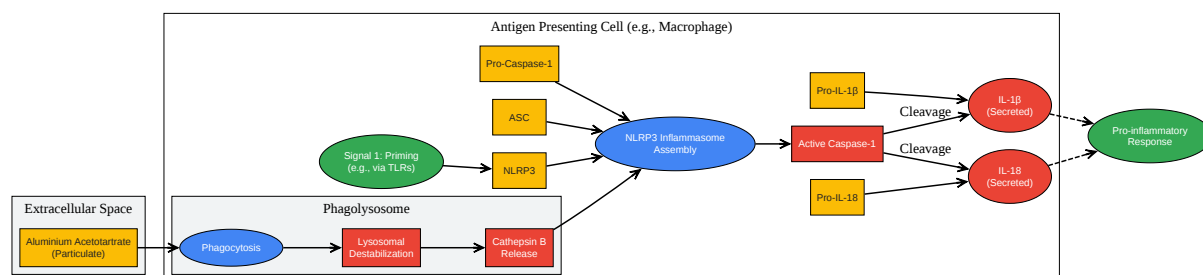 Antigen Presenting Cell (e.g., Macrophage)
Pro-Caspase-1
ASC
Signal 1: Priming
(e.g., via TLRs)
NLRP3
NLRP3 Inflammasome
Assembly
Pro-IL-1β
Cleavage
Active Caspase-1
Cleavage
Pro-IL-18
IL-1β
(Secreted)
IL-18
(Secreted)
Pro-inflammatory
Response
Extracellular Space
Aluminium Acetotartrate
(Particulate)
Phagolysosome
Phagocytosis
Lysosomal
Destabilization
Cathepsin B
Release